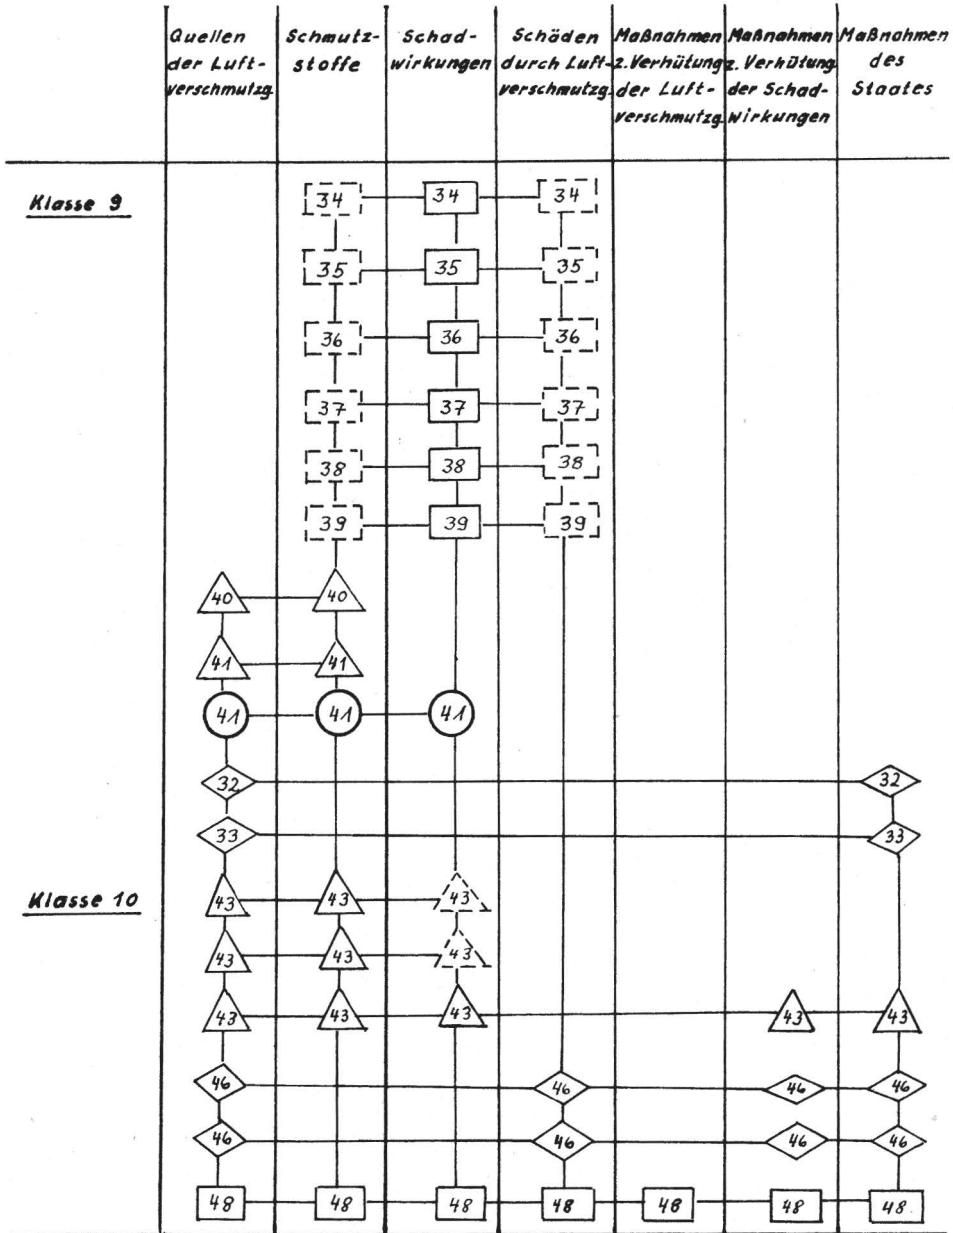 Quellen der Luft- verschmutzg.
Schmutz- stoffe
Schad- wirkungen
Schäden durch Luft- verschmutzg.
Maßnahmen z. Verhütung der Luft- verschmutzg.
Maßnahmen z. Verhütung der Schad- wirkungen
Maßnahmen des Staates
Klasse 9
34 34 34
35 35 35
36 36 36
37 37 37
38 38 38
39 39 39
40 40
41 41
41 41 41
32 32
33 33
Klasse 10
43 43 43
43 43 43
43 43 43 43 43
46 46 46 46
46 46 46 46
48 48 48 48 48 48 48